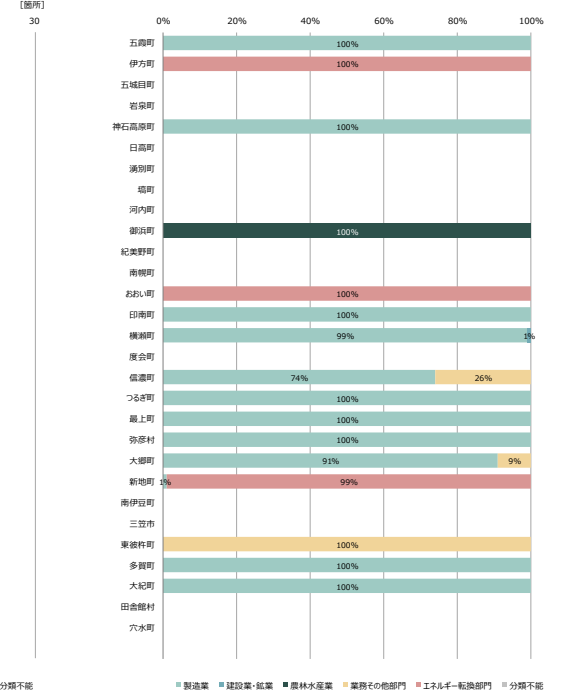 [箇所]
30 0% 20% 40% 60% 80% 100%
五霞町 100%
伊方町 100%
五城目町
岩泉町
神石高原町 100%
日高町
湧別町
塙町
河内町
御浜町 100%
紀美野町
南幌町
おおい町 100%
印南町 100%
横瀬町 99% 1%
度会町
信濃町 74% 26%
つるぎ町 100%
最上町 100%
弥彦村 100%
大郷町 91% 9%
新地町 1% 99%
南伊豆町
三笠市
東彼杵町 100%
多賀町 100%
大紀町 100%
田舎館村
穴水町
分類不能 製造業 建設業・鉱業 農林水産業 業務その他部門 エネルギー転換部門 分類不能